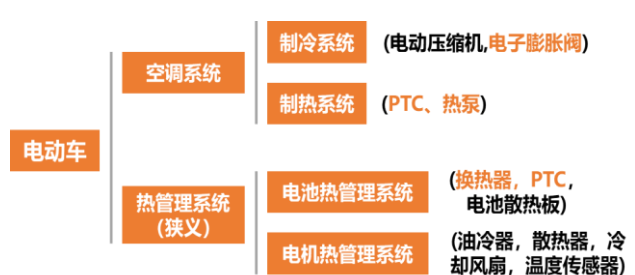 电动车
空调系统
制冷系统
(电动压缩机,电子膨胀阀)
制热系统
(PTC、热泵)
热管理系统
(狭义)
电池热管理系统
(换热器，PTC，
电池散热板)
电机热管理系统
(油冷器，散热器，冷
却风扇，温度传感器)